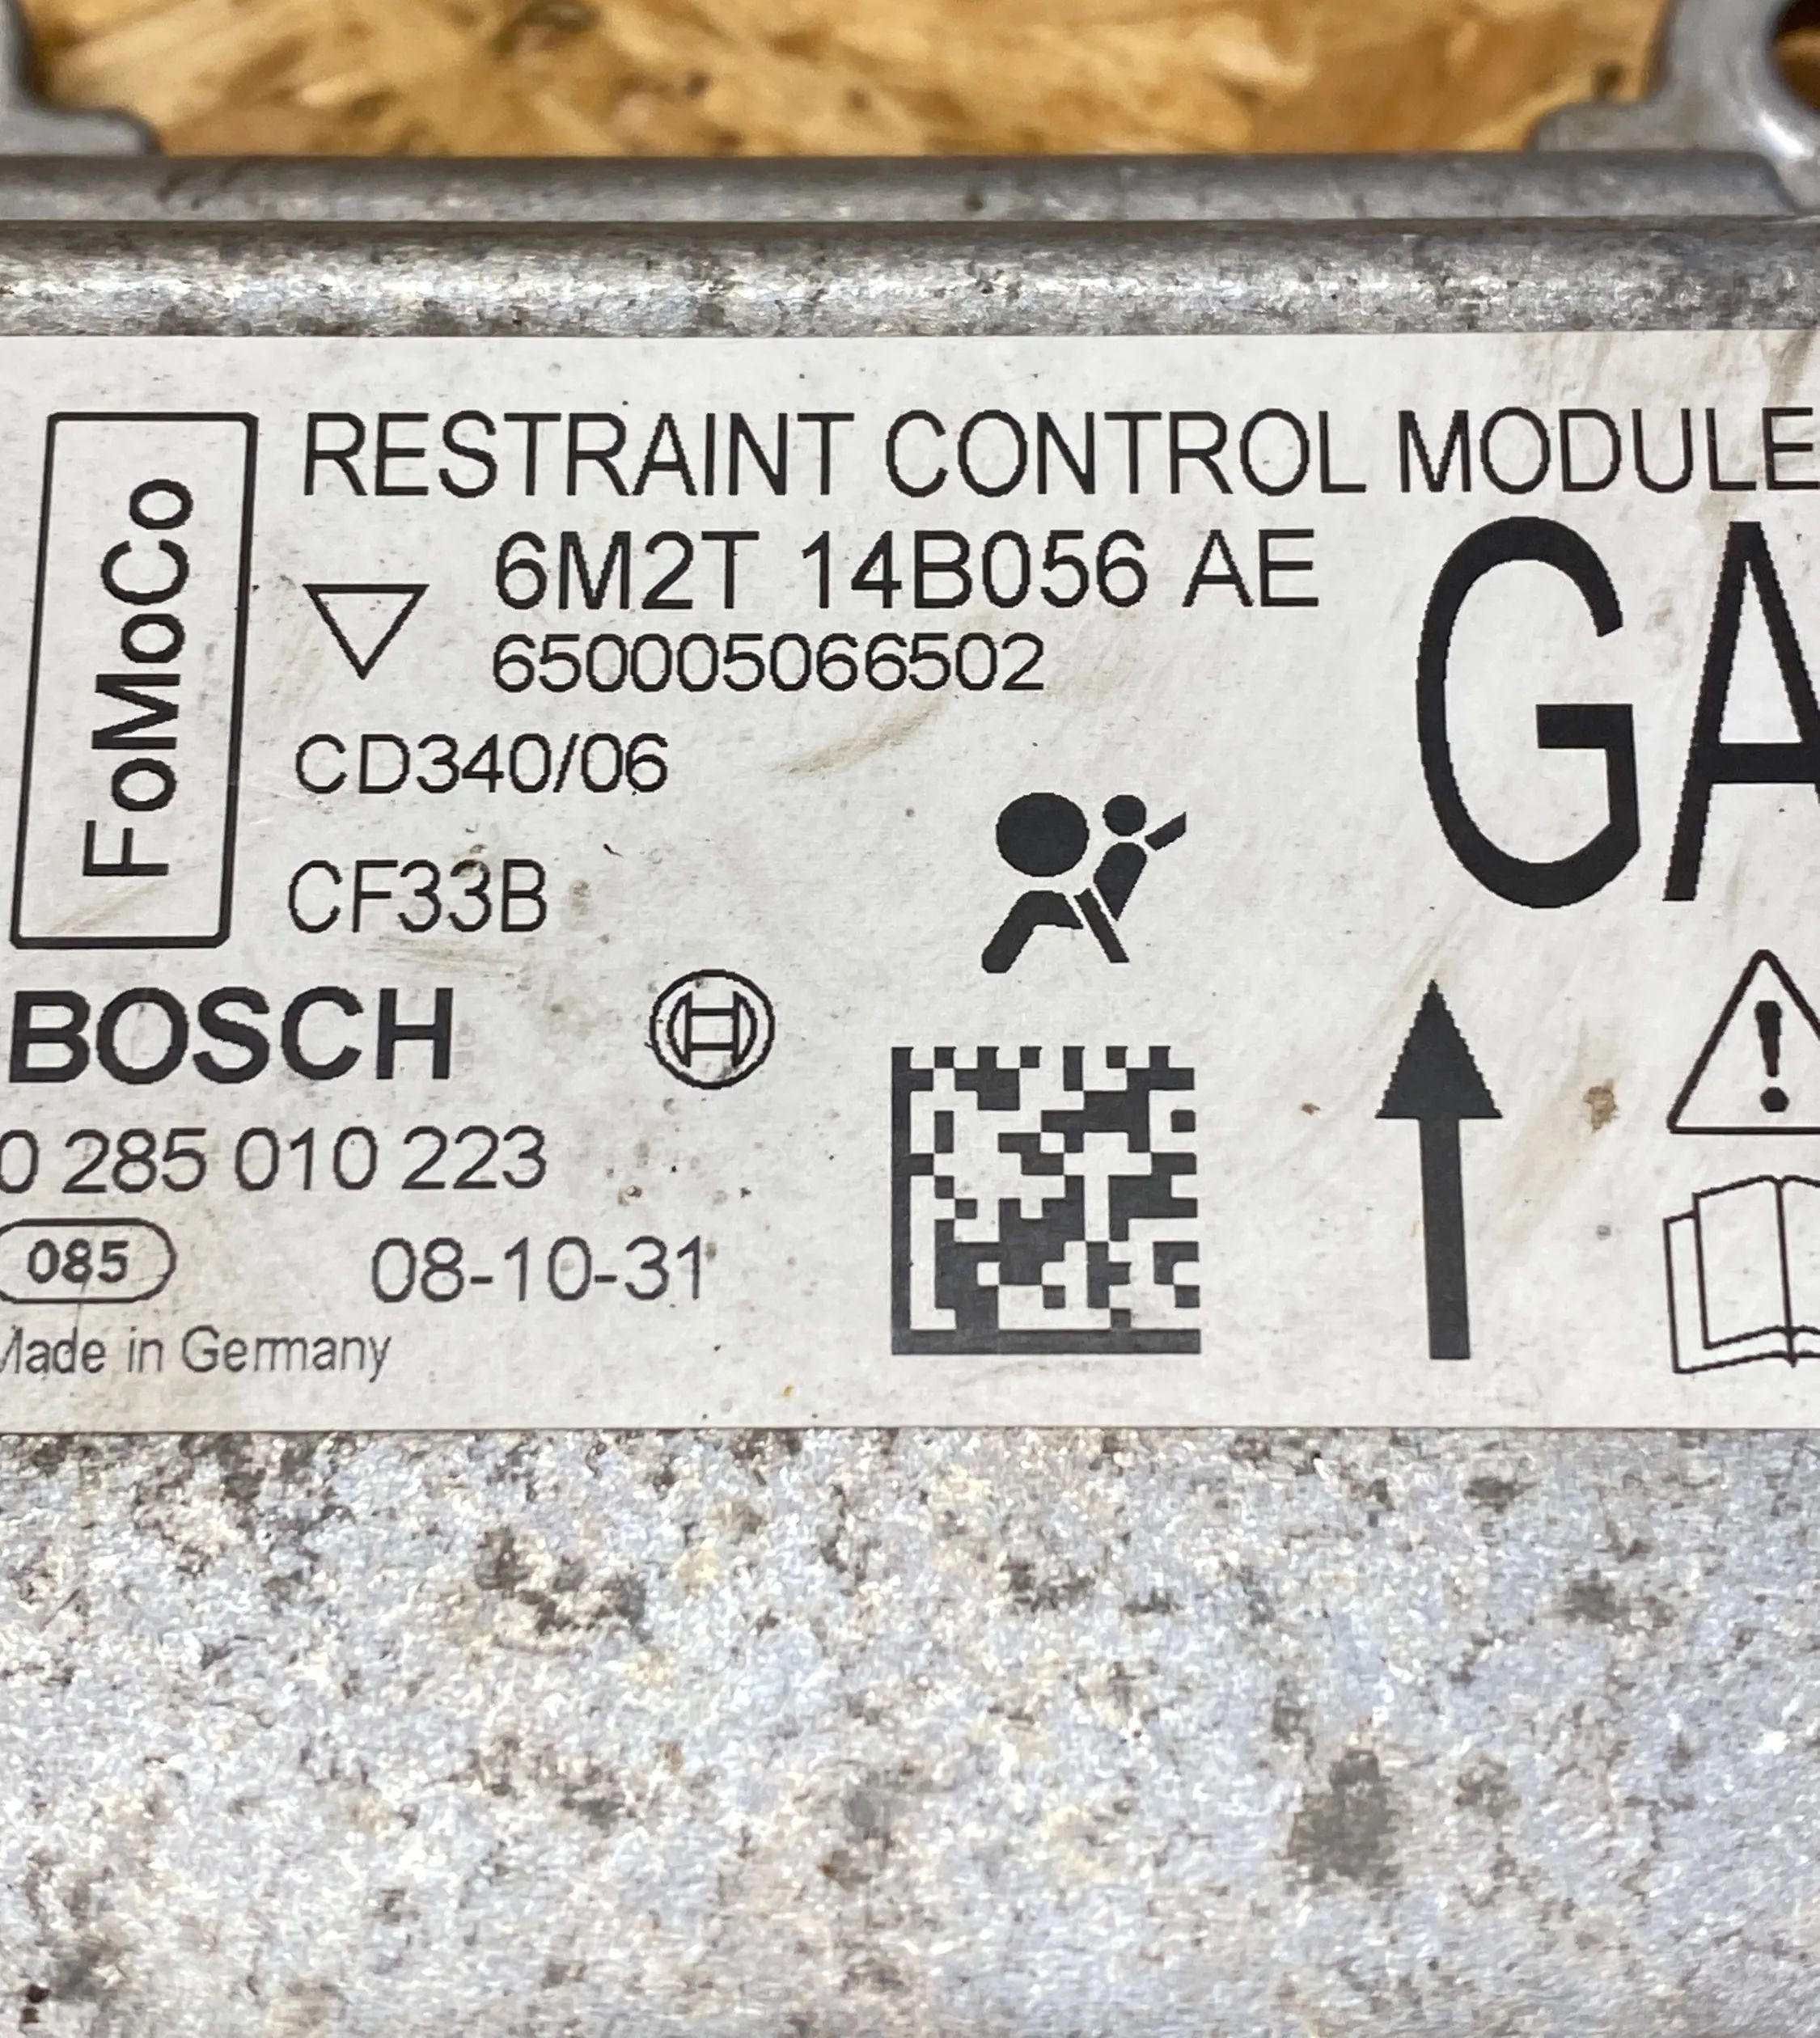 FoMoCo
RESTRAINT CONTROL MODULE
6M2T 14B056 AE
650005066502
GA
CD340/06
CF33B
BOSCH
0 285 010 223
085
08-10-31
Made in Germany